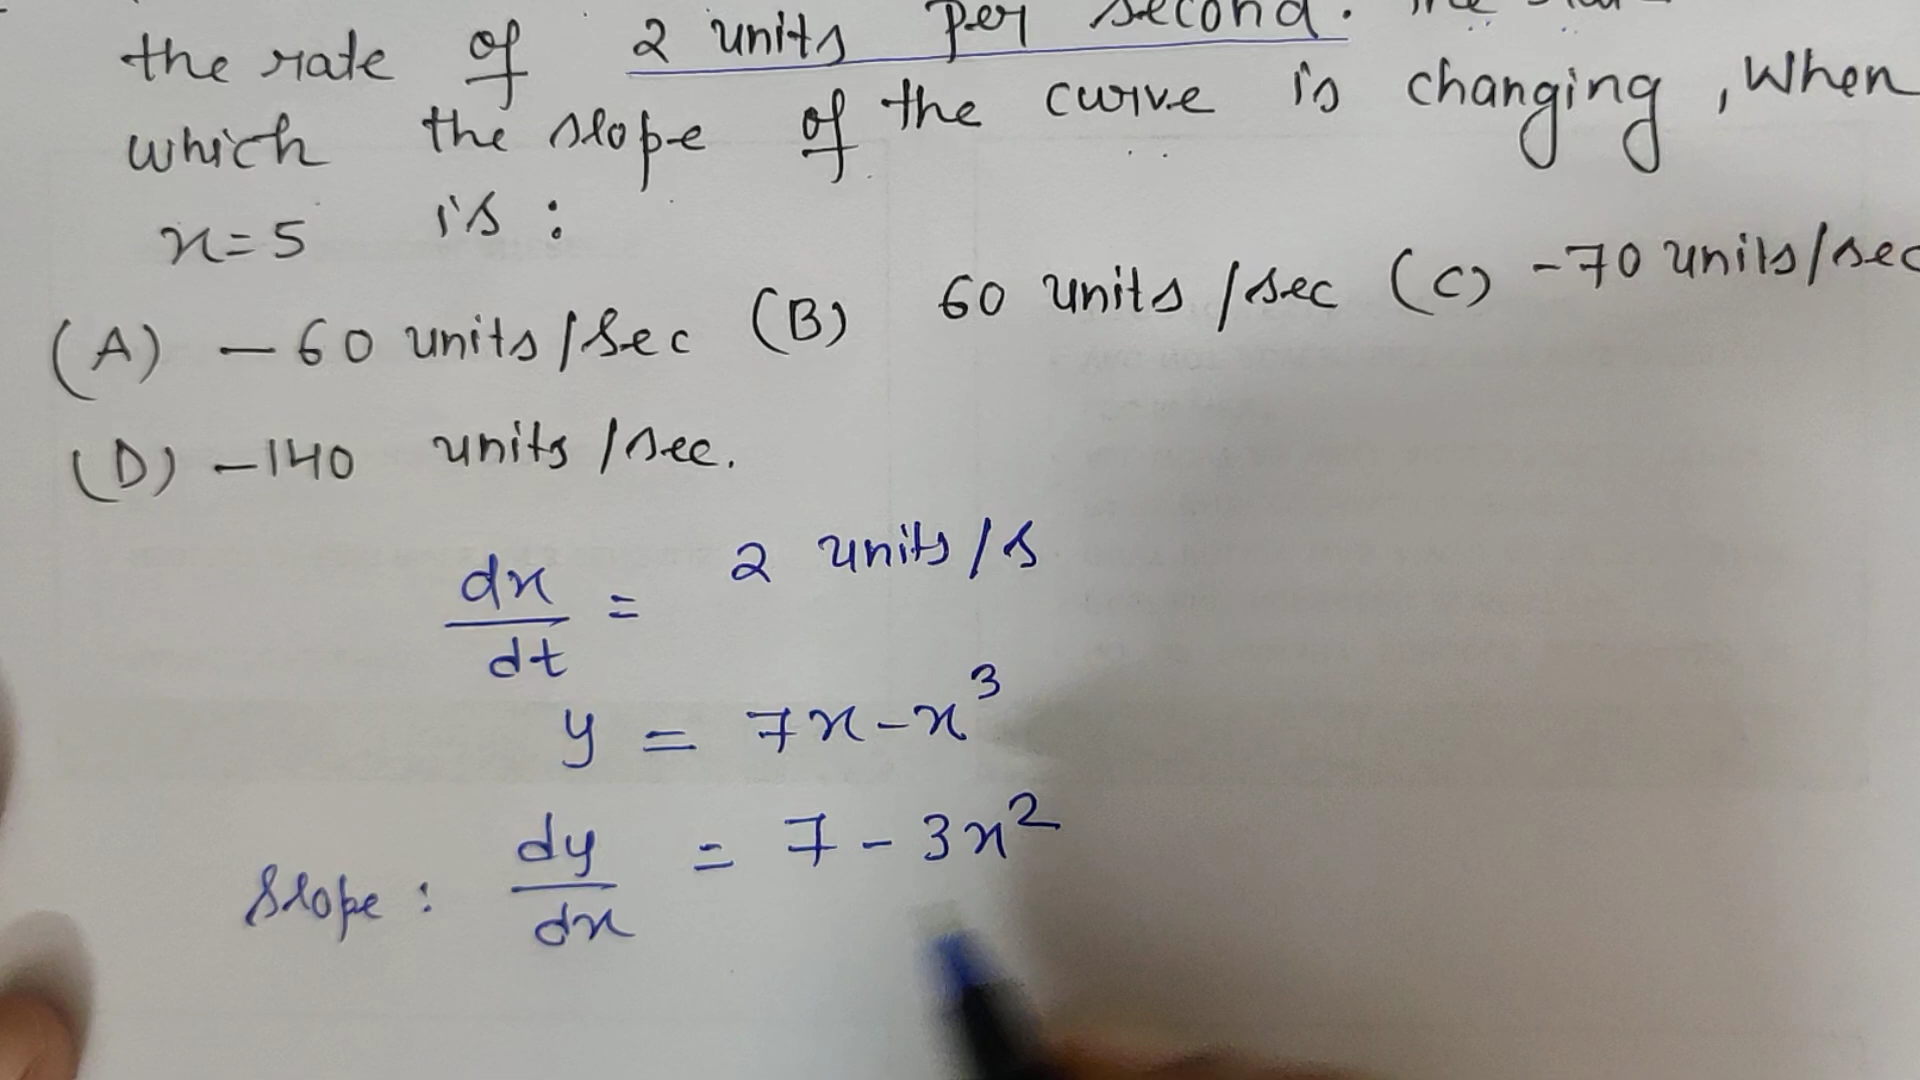 the rate of 2 units per second. The
which the slope of the curve is changing, when
x=5 is:
(A) -60 units/sec (B) 60 units/sec (C) -70 units/sec
(D) -140 units/sec.
dx/dt = 2 units/s
y = 7x-x³
Slope: dy/dx = 7-3x²